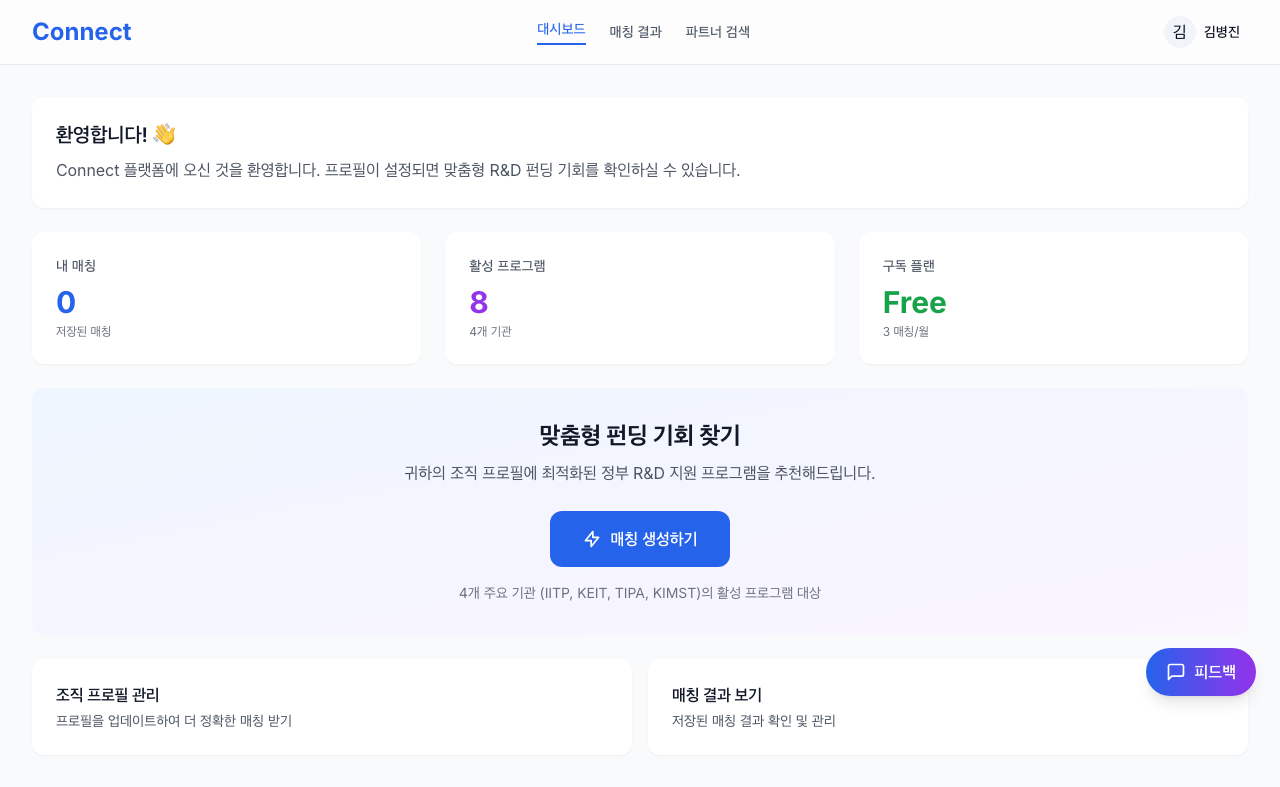 Connect
대시보드 매칭 결과 파트너 검색
김 김병진
환영합니다! 👋
Connect 플랫폼에 오신 것을 환영합니다. 프로필이 설정되면 맞춤형 R&D 펀딩 기회를 확인하실 수 있습니다.
내 매칭
0
저장된 매칭
활성 프로그램
8
4개 기관
구독 플랜
Free
3 매칭/월
맞춤형 펀딩 기회 찾기
귀하의 조직 프로필에 최적화된 정부 R&D 지원 프로그램을 추천해드립니다.
매칭 생성하기
4개 주요 기관 (IITP, KEIT, TIPA, KIMST)의 활성 프로그램 대상
조직 프로필 관리
프로필을 업데이트하여 더 정확한 매칭 받기
매칭 결과 보기
저장된 매칭 결과 확인 및 관리
피드백